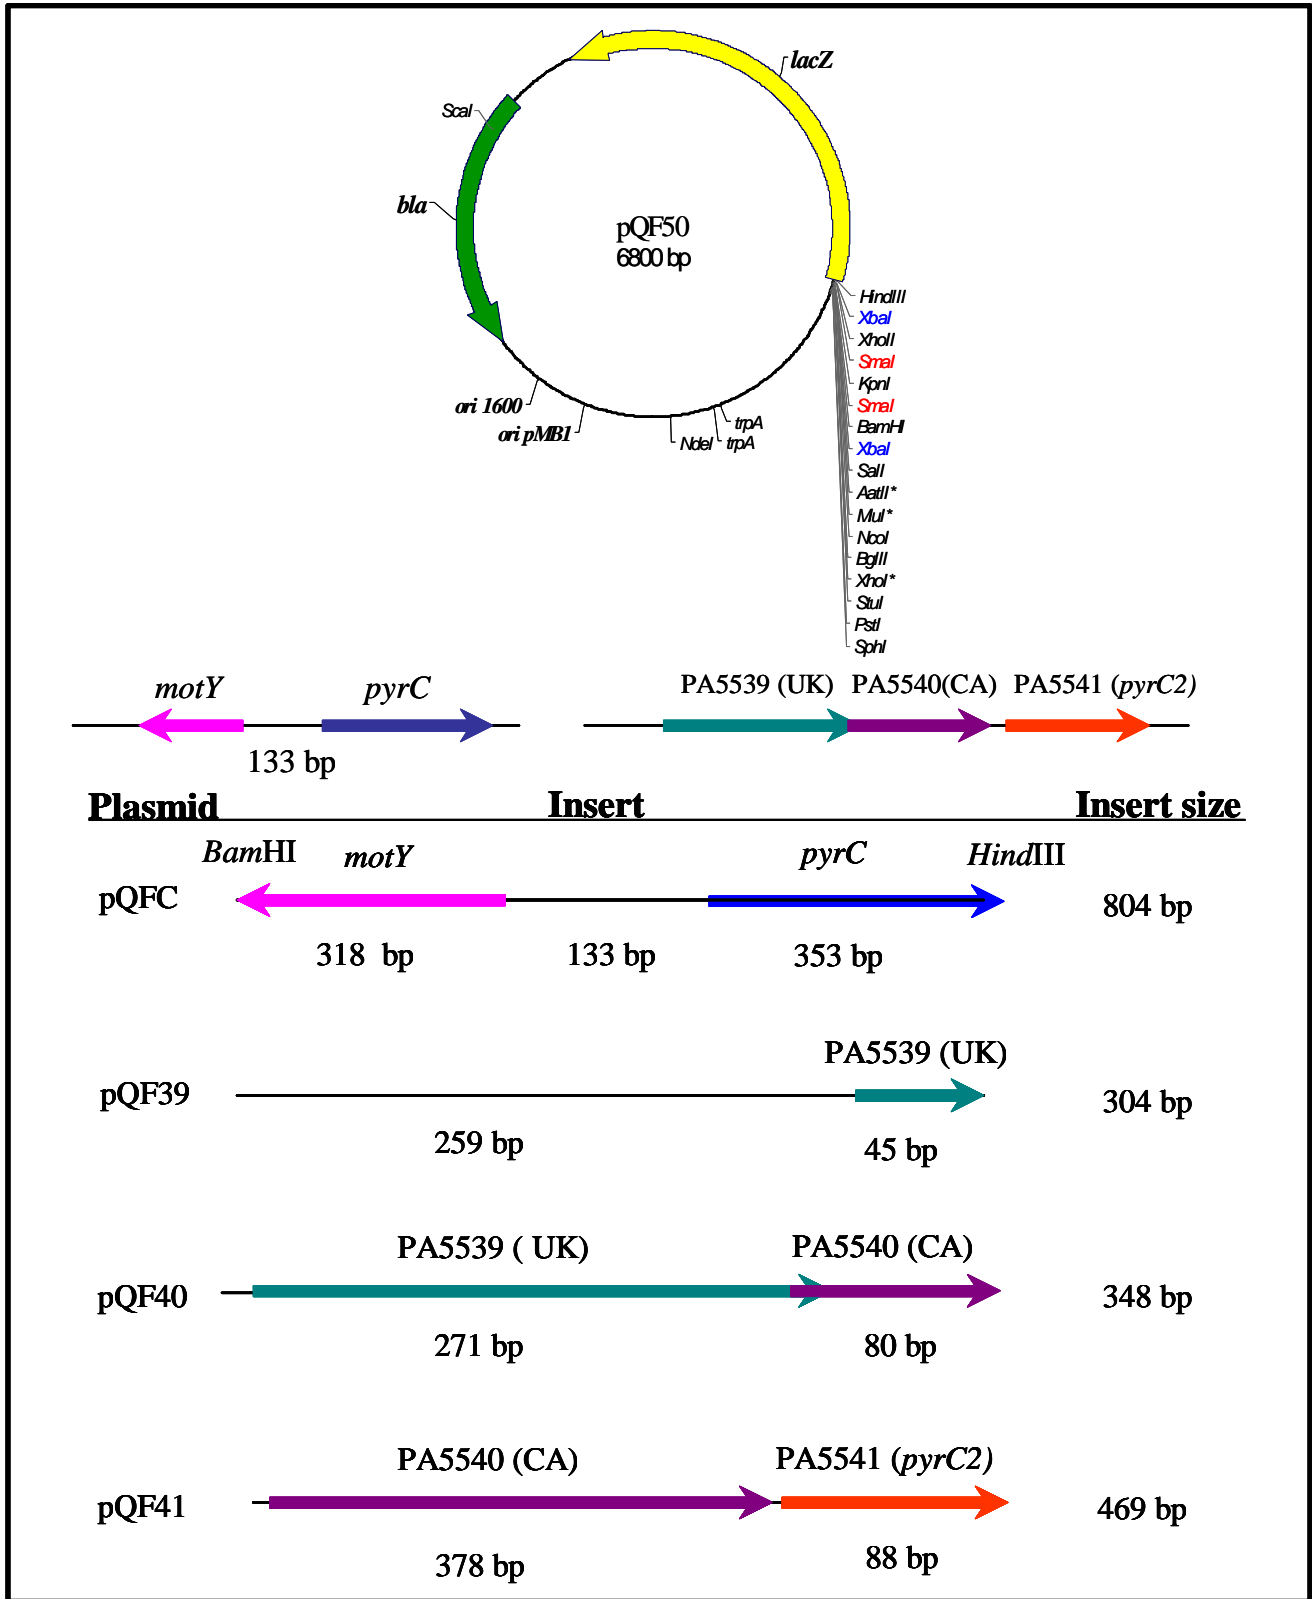 lacZ
ScaI
bla
pQF50
6800 bp
HindIII
XbaI
XhoII
SmaI
KpnI
SmaI
BamHI
XbaI
SalI
AatII*
MluI*
NcoI
BglII
XhoI*
StuI
PstI
SphI
ori 1600
ori pMB1
NdeI
trpA
trpA
motY pyrC
133 bp
PA5539 (UK) PA5540(CA) PA5541 (pyrC2)
Plasmid Insert Insert size
BamHI motY pyrC HindIII
pQFC 804 bp
318 bp 133 bp 353 bp
PA5539 (UK)
pQF39 304 bp
259 bp 45 bp
PA5539 ( UK) PA5540 (CA)
pQF40 348 bp
271 bp 80 bp
PA5540 (CA) PA5541 (pyrC2)
pQF41 469 bp
378 bp 88 bp